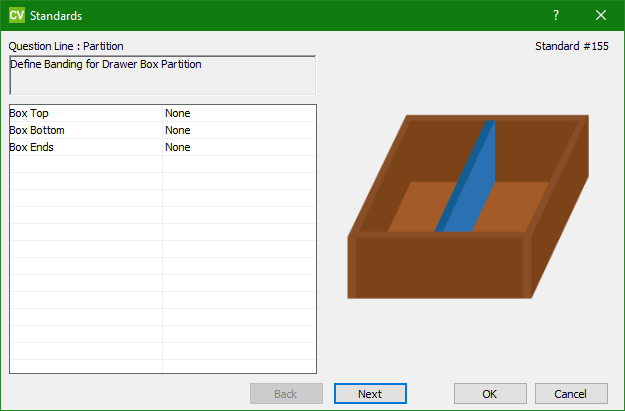 CV Standards ?
Question Line : Partition
Standard #155
Define Banding for Drawer Box Partition
Box Top None
Box Bottom None
Box Ends None
Back Next OK Cancel